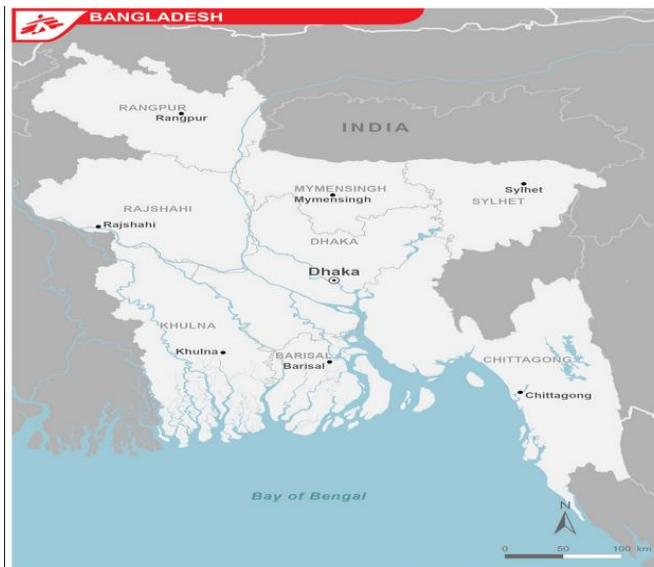 BANGLADESH
RANGPUR
Rangpur
INDIA
MYMENSINGH
Mymensingh
Sylhet
SYLHET
RAJSHAHI
Rajshahi
DHAKA
Dhaka
KHULNA
Khulna
BARISAL
Barisal
CHITTAGONG
Chittagong
Bay of Bengal
N
0 50 100 km